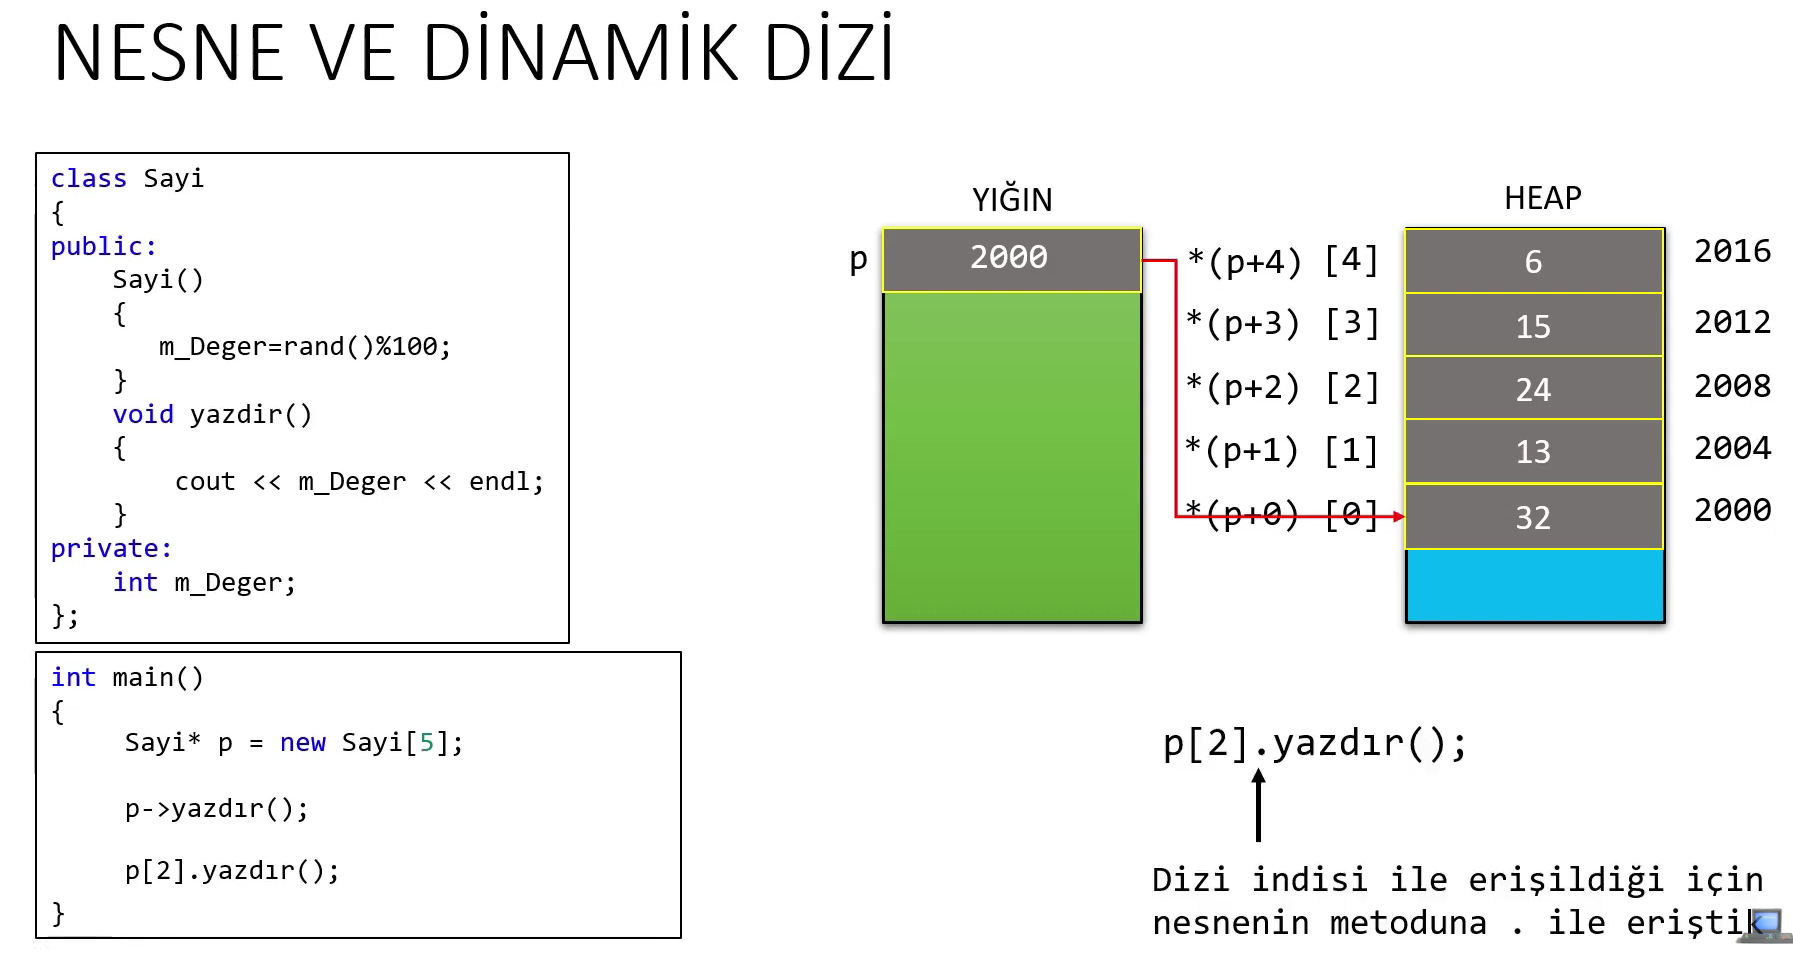 NESNE VE DİNAMİK DİZİ
class Sayi
{
public:
    Sayi()
    {
       m_Deger=rand()%100;
    }
    void yazdir()
    {
        cout << m_Deger << endl;
    }
private:
    int m_Deger;
};
int main()
{
     Sayi* p = new Sayi[5];
     p->yazdır();
     p[2].yazdır();
}
YIĞIN
p 2000
HEAP
*(p+4) [4] 6 2016
*(p+3) [3] 15 2012
*(p+2) [2] 24 2008
*(p+1) [1] 13 2004
*(p+0) [0] 32 2000
p[2].yazdır();
Dizi indisi ile erişildiği için
nesnenin metoduna . ile eriştik